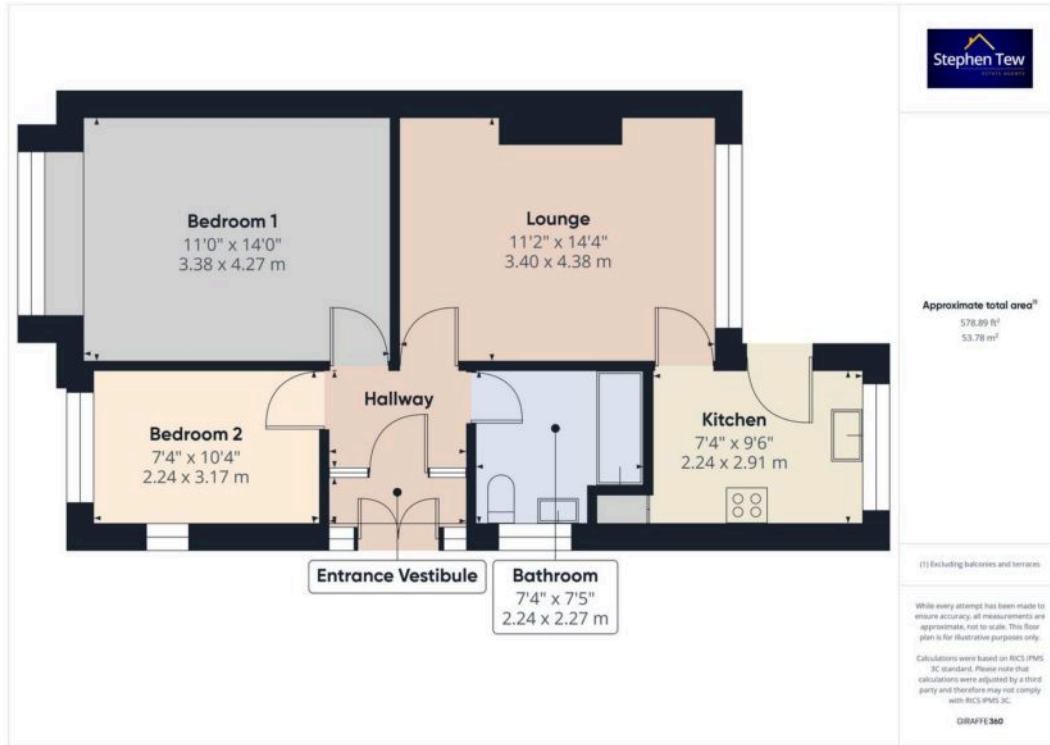 Bedroom 1
11'0" x 14'0"
3.38 x 4.27 m
Lounge
11'2" x 14'4"
3.40 x 4.38 m
Hallway
Bedroom 2
7'4" x 10'4"
2.24 x 3.17 m
Kitchen
7'4" x 9'6"
2.24 x 2.91 m
Entrance Vestibule
Bathroom
7'4" x 7'5"
2.24 x 2.27 m
Stephen Tew
ESTATE AGENTS
Approximate total area⁽¹⁾
578.89 ft²
53.78 m²
(1) Excluding balconies and terraces
While every attempt has been made to
ensure accuracy, all measurements are
approximate, not to scale. This floor
plan is for illustrative purposes only.
Calculations were based on RICS IPMS
3C standard. Please note that
calculations were adjusted by a third
party and therefore may not comply
with RICS IPMS 3C.
GIRAFFE360